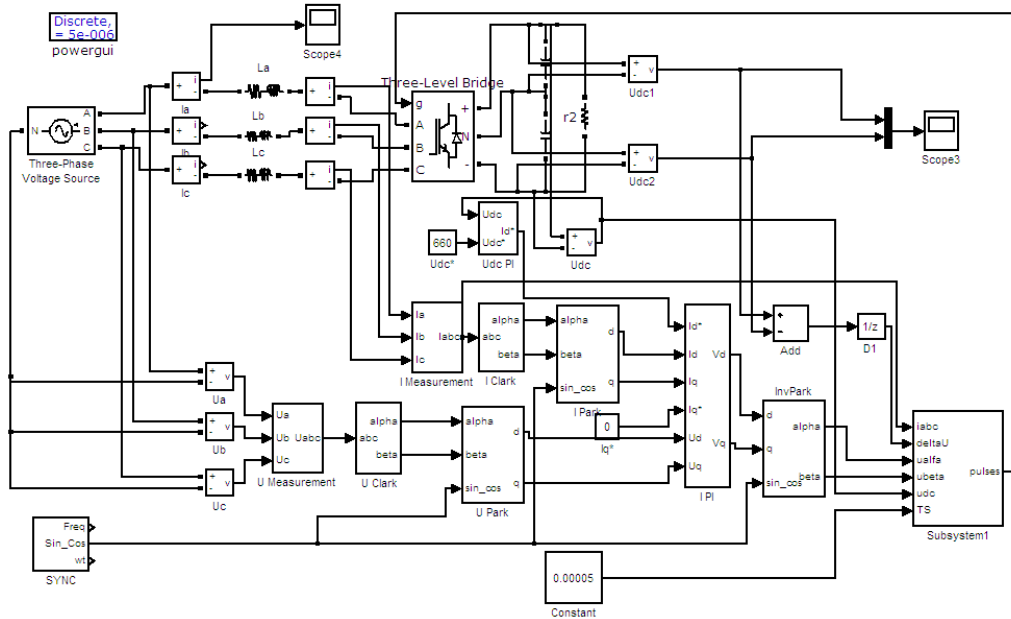 Discrete,
= 5e-006
powergui
Scope4
Three-Phase
Voltage Source
N
A
B
C
+
i
-
Ia
+
i
-
Ib
+
i
-
Ic
La
Lb
Lc
+
i
-
+
i
-
+
i
-
Three-Level Bridge
g
A
B
C
+
N
-
r2
+
-
v
Udc1
+
-
v
Udc2
Scope3
Udc
Udc*
Id*
Udc PI
660
Udc*
+
-
v
Udc
Ia
Ib
Ic
Iabc
I Measurement
abc
alpha
beta
I Clark
alpha
beta
sin_cos
d
q
I Park
0
Iq*
Id*
Id
Iq
Iq*
Ud
Uq
Vd
Vq
I PI
+
-
Add
1/z
D1
InvPark
d
q
sin_cos
alpha
beta
iabc
deltaU
ualfa
ubeta
udc
TS
pulses
Subsystem1
+
-
v
Ua
+
-
v
Ub
+
-
v
Uc
Ua
Ub
Uc
Uabc
U Measurement
abc
alpha
beta
U Clark
alpha
beta
sin_cos
d
q
U Park
Freq
Sin_Cos
wt
SYNC
0.00005
Constant